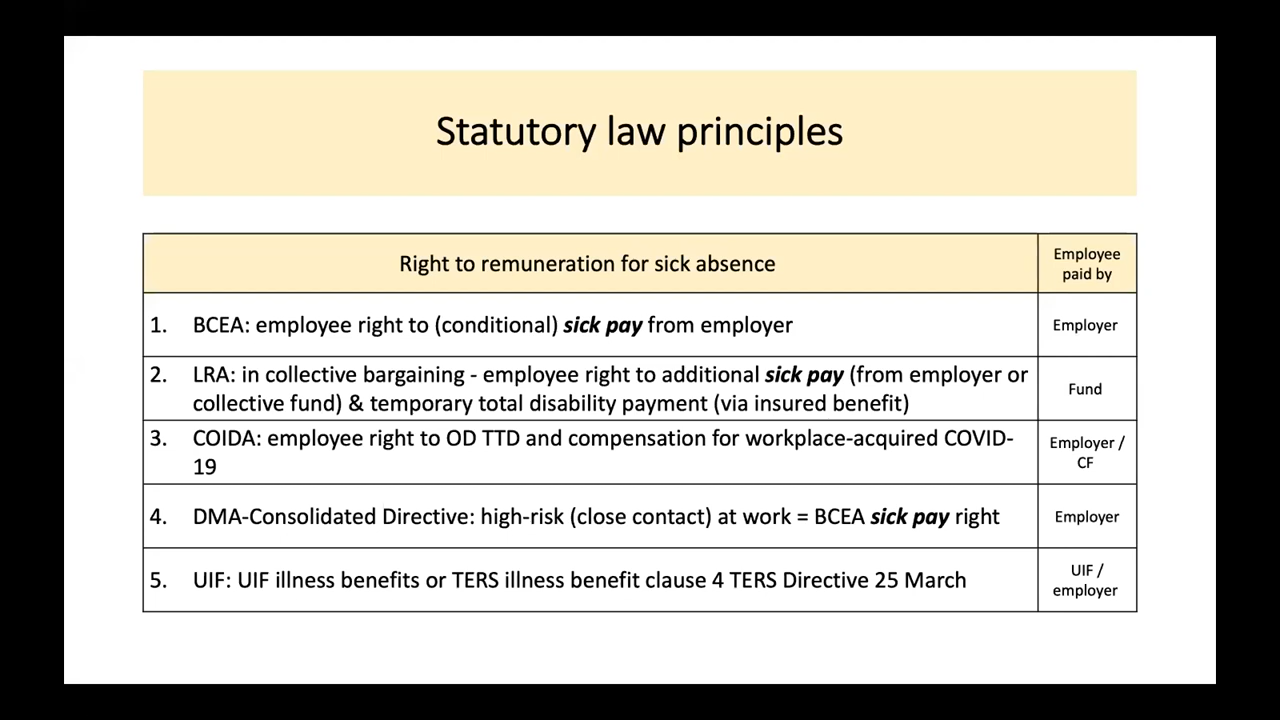 Statutory law principles
Right to remuneration for sick absence
Employee
paid by
1. BCEA: employee right to (conditional) sick pay from employer
Employer
2. LRA: in collective bargaining - employee right to additional sick pay (from employer or
collective fund) & temporary total disability payment (via insured benefit)
Fund
3. COIDA: employee right to OD TTD and compensation for workplace-acquired COVID-
19
Employer /
CF
4. DMA-Consolidated Directive: high-risk (close contact) at work = BCEA sick pay right
Employer
5. UIF: UIF illness benefits or TERS illness benefit clause 4 TERS Directive 25 March
UIF /
employer